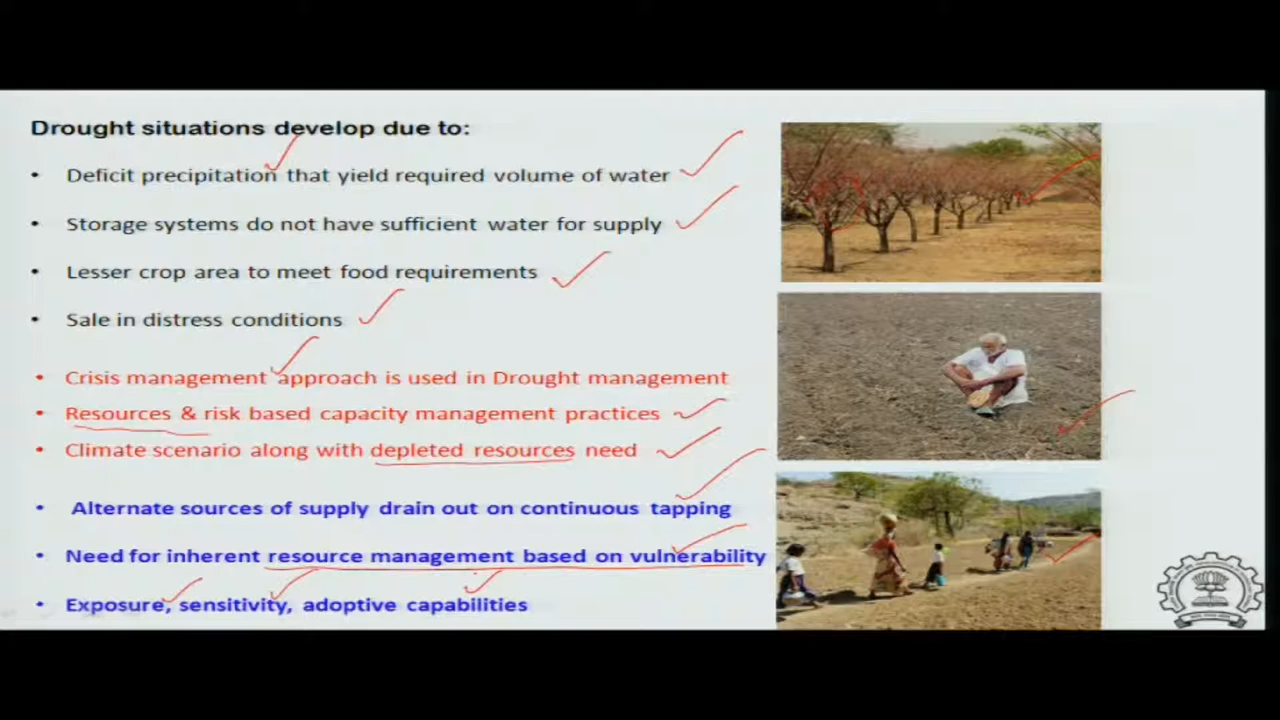 Drought situations develop due to:
• Deficit precipitation that yield required volume of water
• Storage systems do not have sufficient water for supply
• Lesser crop area to meet food requirements
• Sale in distress conditions
• Crisis management approach is used in Drought management
• Resources & risk based capacity management practices
• Climate scenario along with depleted resources need
• Alternate sources of supply drain out on continuous tapping
• Need for inherent resource management based on vulnerability
• Exposure, sensitivity, adoptive capabilities